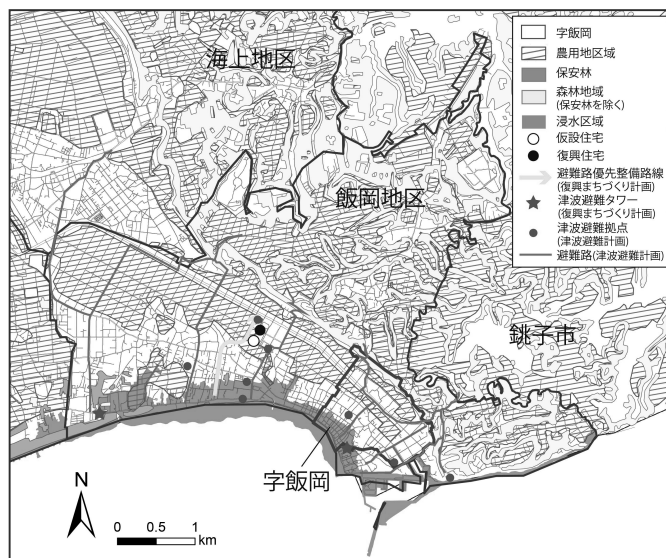 海上地区
飯岡地区
銚子市
字飯岡
N
0 0.5 1
km
字飯岡
農用地区域
保安林
森林地域
(保安林を除く)
浸水区域
仮設住宅
復興住宅
避難路優先整備路線
(復興まちづくり計画)
津波避難タワー
(復興まちづくり計画)
津波避難拠点
(津波避難計画)
避難路(津波避難計画)